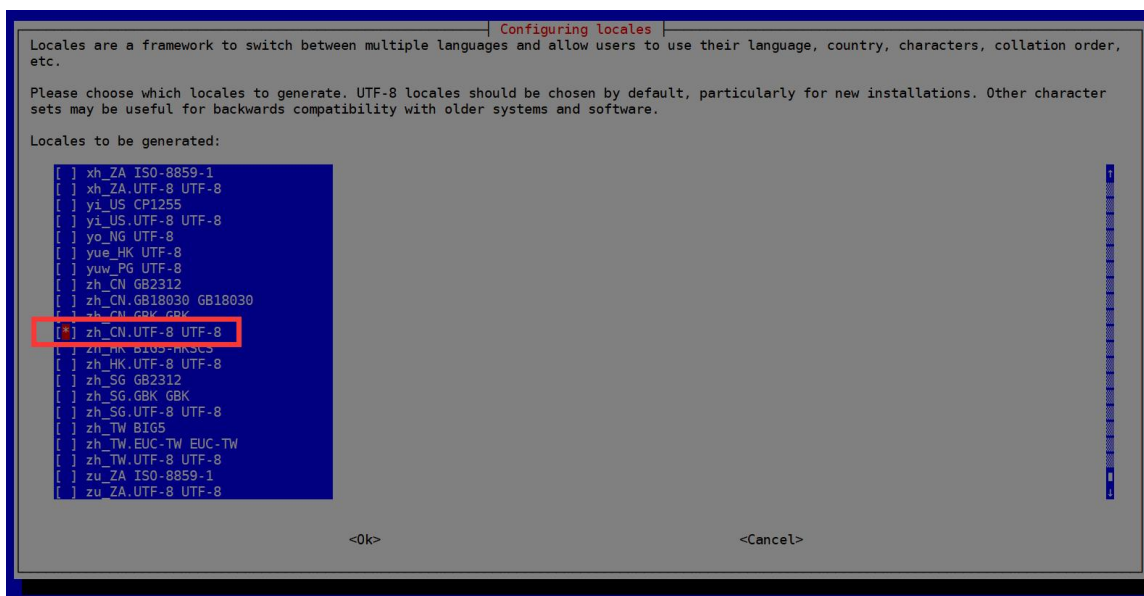 Configuring locales
Locales are a framework to switch between multiple languages and allow users to use their language, country, characters, collation order,
etc.
Please choose which locales to generate. UTF-8 locales should be chosen by default, particularly for new installations. Other character
sets may be useful for backwards compatibility with older systems and software.
Locales to be generated:
[ ] xh_ZA ISO-8859-1
[ ] xh_ZA.UTF-8 UTF-8
[ ] yi_US CP1255
[ ] yi_US.UTF-8 UTF-8
[ ] yo_NG UTF-8
[ ] yue_HK UTF-8
[ ] yuw_PG UTF-8
[ ] zh_CN GB2312
[ ] zh_CN.GB18030 GB18030
[ ] zh_CN.GBK GBK
[*] zh_CN.UTF-8 UTF-8
[ ] zh_HK BIG5-HKSCS
[ ] zh_HK.UTF-8 UTF-8
[ ] zh_SG GB2312
[ ] zh_SG.GBK GBK
[ ] zh_SG.UTF-8 UTF-8
[ ] zh_TW BIG5
[ ] zh_TW.EUC-TW EUC-TW
[ ] zh_TW.UTF-8 UTF-8
[ ] zu_ZA ISO-8859-1
[ ] zu_ZA.UTF-8 UTF-8
<Ok> <Cancel>